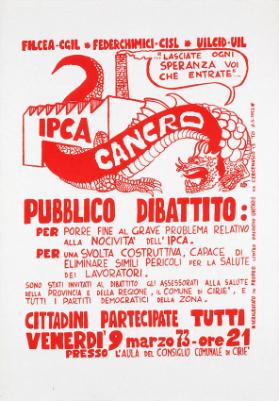 FILCEA-CGIL * FEDERCHIMICI-CISL * UILCID-UIL
"... LASCIATE OGNI
SPERANZA VOI
CHE ENTRATE"...
IPCA
CANCRO
PUBBLICO DIBATTITO:
PER PORRE FINE AL GRAVE PROBLEMA RELATIVO
ALLA NOCIVITA' DELL'IPCA.
PER UNA SVOLTA COSTRUTTIVA, CAPACE DI
ELIMINARE SIMILI PERICOLI PER LA SALUTE
DEI LAVORATORI.
SONO STATI INVITATI AL DIBATTITO GLI ASSESSORATI ALLA SALUTE
DELLA PROVINCIA E DELLA REGIONE, IL COMUNE DI CIRIE', E
TUTTI I PARTITI DEMOCRATICI DELLA ZONA.
CITTADINI PARTECIPATE TUTTI
VENERDI' 9 marzo 73 - ore 21
PRESSO L'AULA DEL CONSIGLIO COMUNALE DI CIRIE'